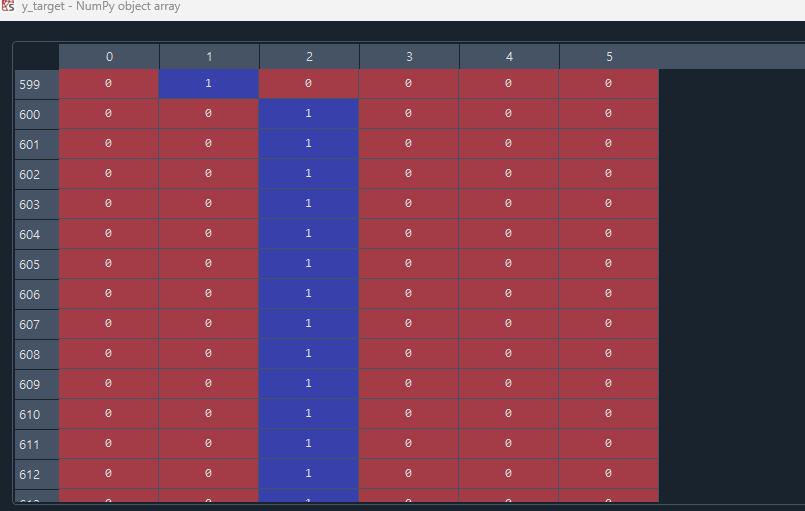 y_target - NumPy object array
0 1 2 3 4 5
599 0 1 0 0 0 0
600 0 0 1 0 0 0
601 0 0 1 0 0 0
602 0 0 1 0 0 0
603 0 0 1 0 0 0
604 0 0 1 0 0 0
605 0 0 1 0 0 0
606 0 0 1 0 0 0
607 0 0 1 0 0 0
608 0 0 1 0 0 0
609 0 0 1 0 0 0
610 0 0 1 0 0 0
611 0 0 1 0 0 0
612 0 0 1 0 0 0